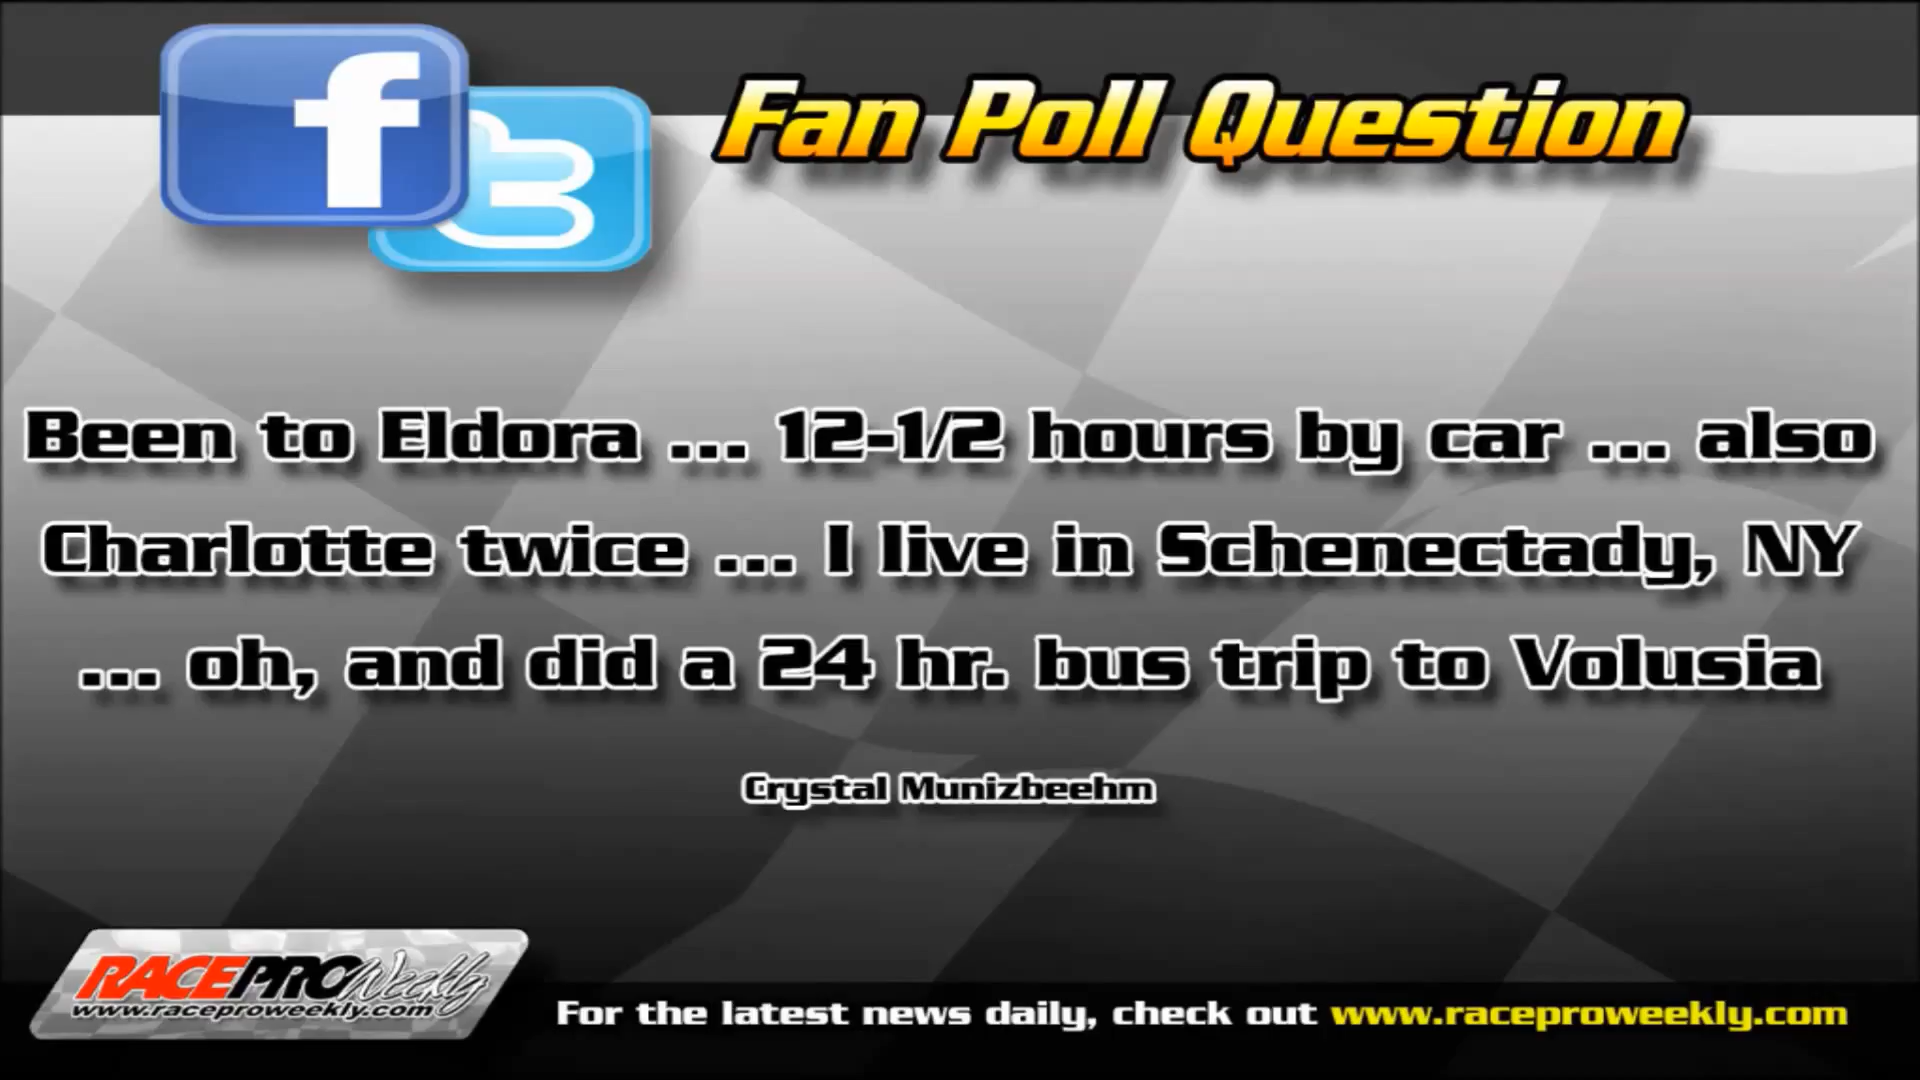 f
t
Fan Poll Question
Been to Eldora ... 12-1/2 hours by car ... also
Charlotte twice ... I live in Schenectady, NY
... oh, and did a 24 hr. bus trip to Volusia
Crystal Munizbeehm
RACEPROWeekly
www.raceproweekly.com
For the latest news daily, check out www.raceproweekly.com